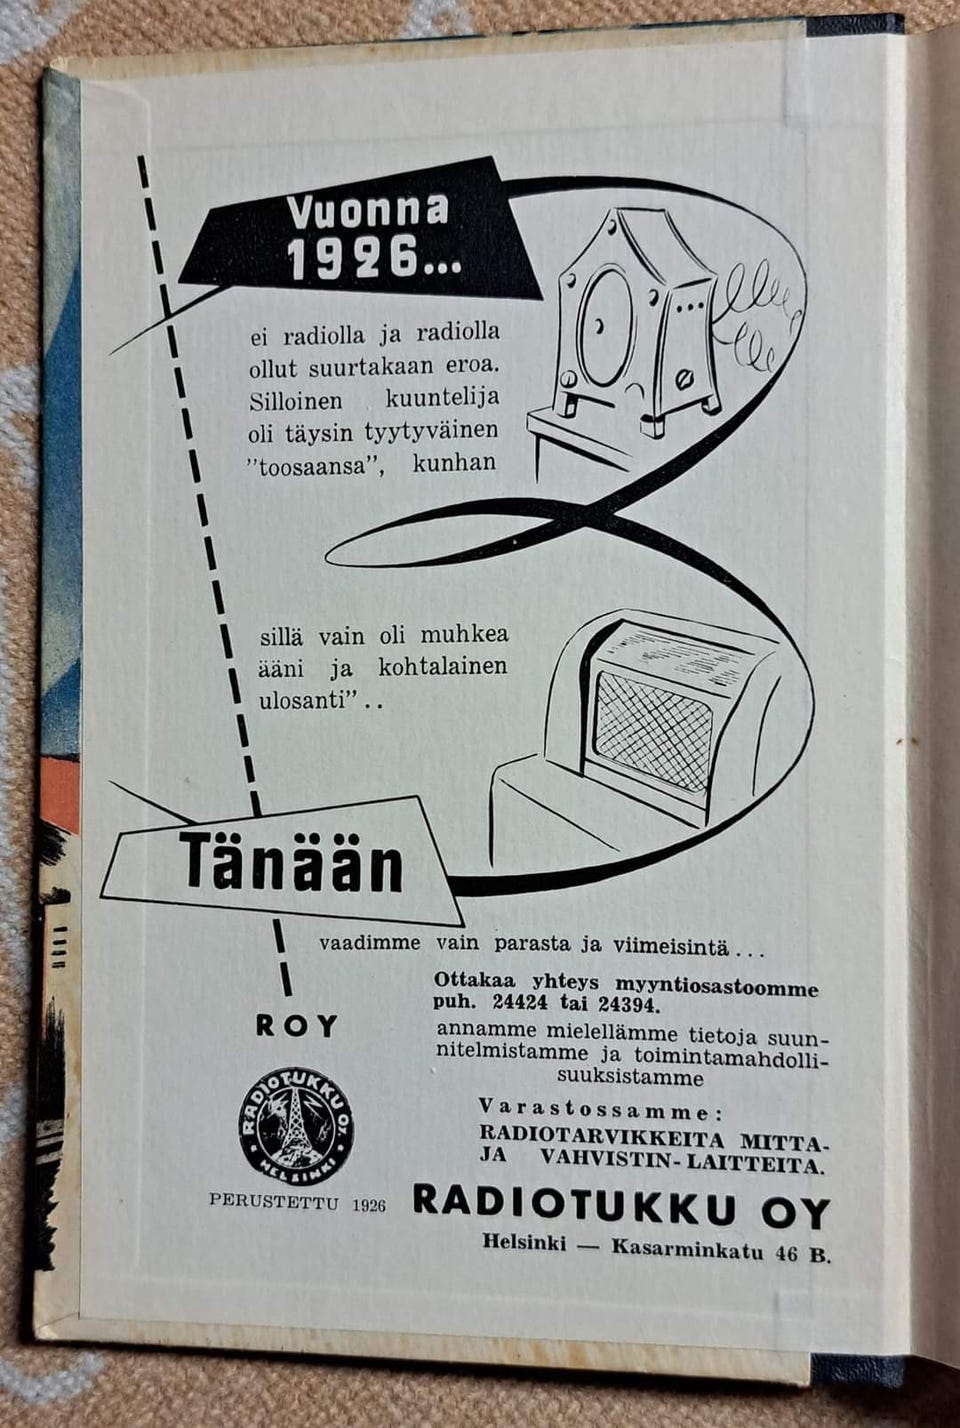 Vuonna
1926...
ei radiolla ja radiolla
ollut suurtakaan eroa.
Silloinen kuuntelija
oli täysin tyytyväinen
”toosaansa”, kunhan
sillä vain oli muhkea
ääni ja kohtalainen
ulosanti”..
Tänään
vaadimme vain parasta ja viimeisintä...
Ottakaa yhteys myyntiosastoomme
puh. 24424 tai 24394.
annamme mielellämme tietoja suun-
nitelmistamme ja toimintamahdolli-
suuksistamme
ROY
RADIOTUKKU OY.
HELSINKI
PERUSTETTU 1926
Varastossamme:
RADIOTARVIKKEITA MITTA-
JA VAHVISTIN-LAITTEITA.
RADIOTUKKU OY
Helsinki — Kasarminkatu 46 B.